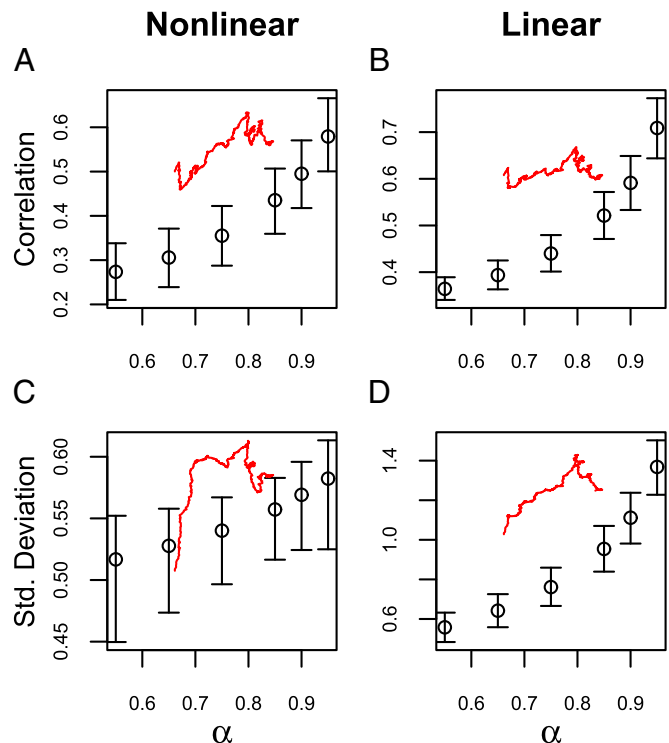 Nonlinear Linear
A B
Correlation
0.2 0.3 0.4 0.5 0.6
0.4 0.5 0.6 0.7
0.6 0.7 0.8 0.9
0.6 0.7 0.8 0.9
C D
Std. Deviation
0.45 0.50 0.55 0.60
0.6 1.0 1.4
0.6 0.7 0.8 0.9
0.6 0.7 0.8 0.9
α α